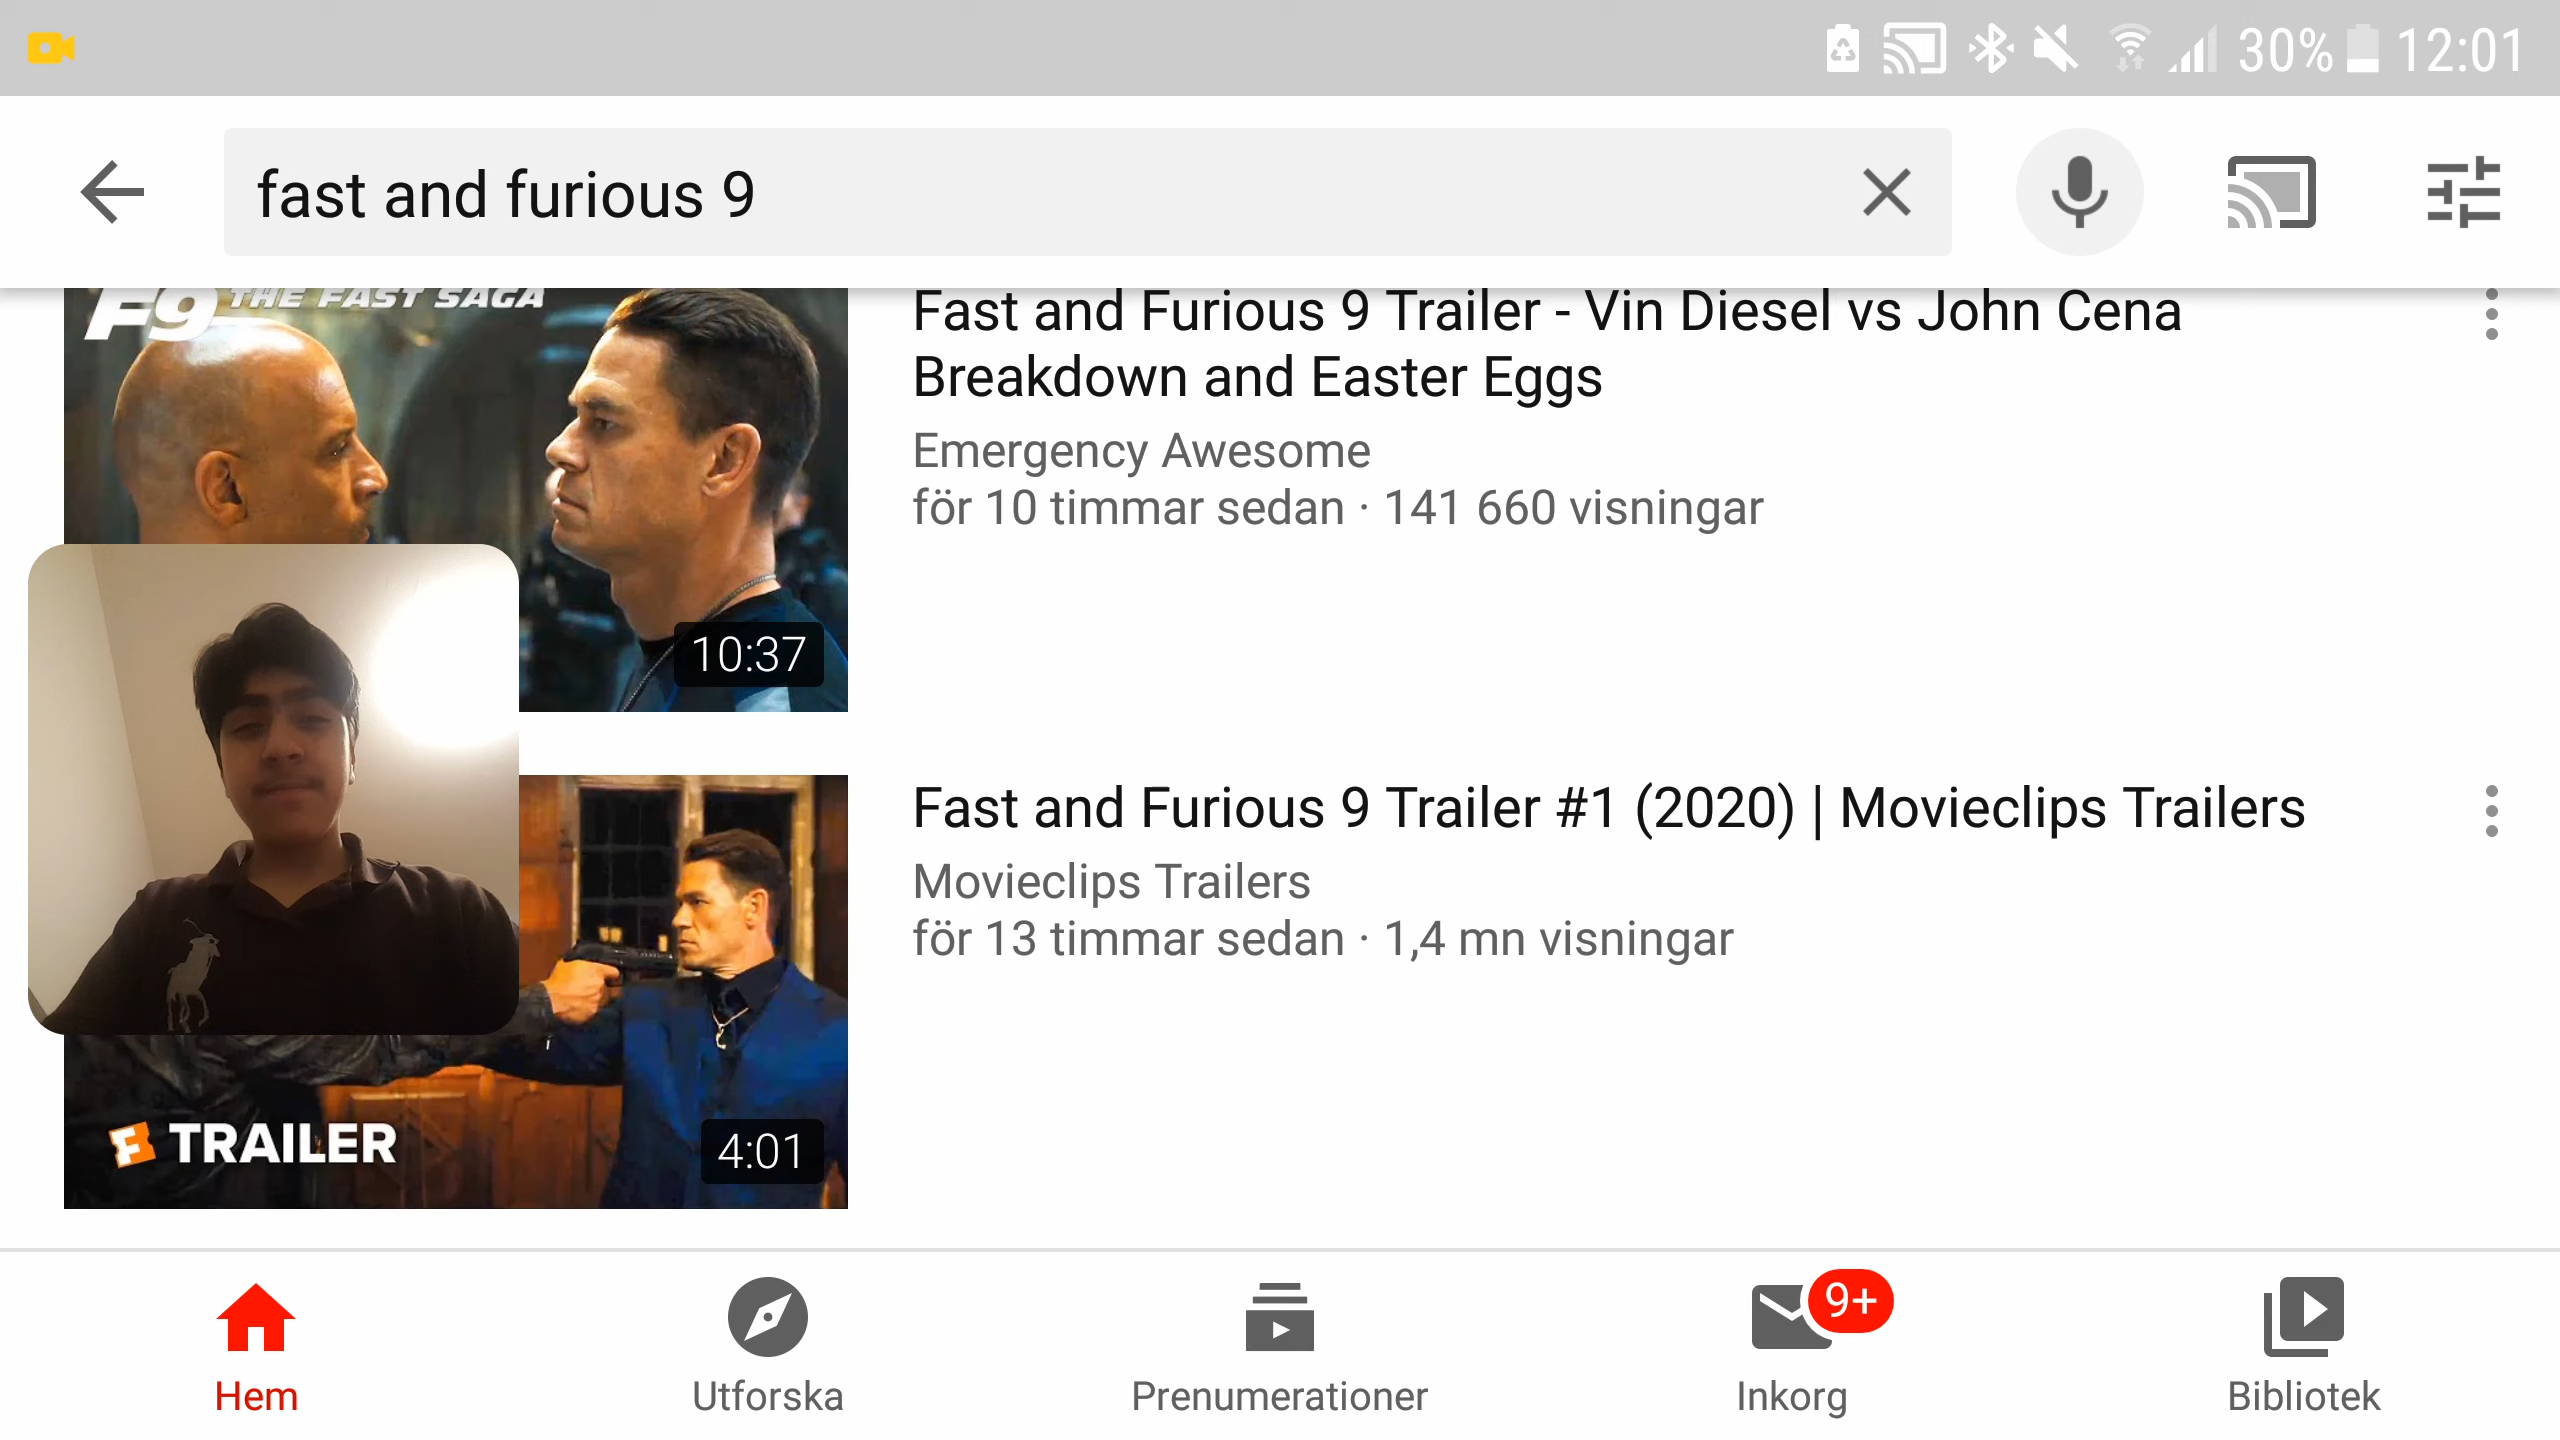 30% 12:01
fast and furious 9
F9 THE FAST SAGA
10:37
Fast and Furious 9 Trailer - Vin Diesel vs John Cena
Breakdown and Easter Eggs
Emergency Awesome
för 10 timmar sedan · 141 660 visningar
TRAILER
4:01
Fast and Furious 9 Trailer #1 (2020) | Movieclips Trailers
Movieclips Trailers
för 13 timmar sedan · 1,4 mn visningar
9+
Hem Utforska Prenumerationer Inkorg Bibliotek